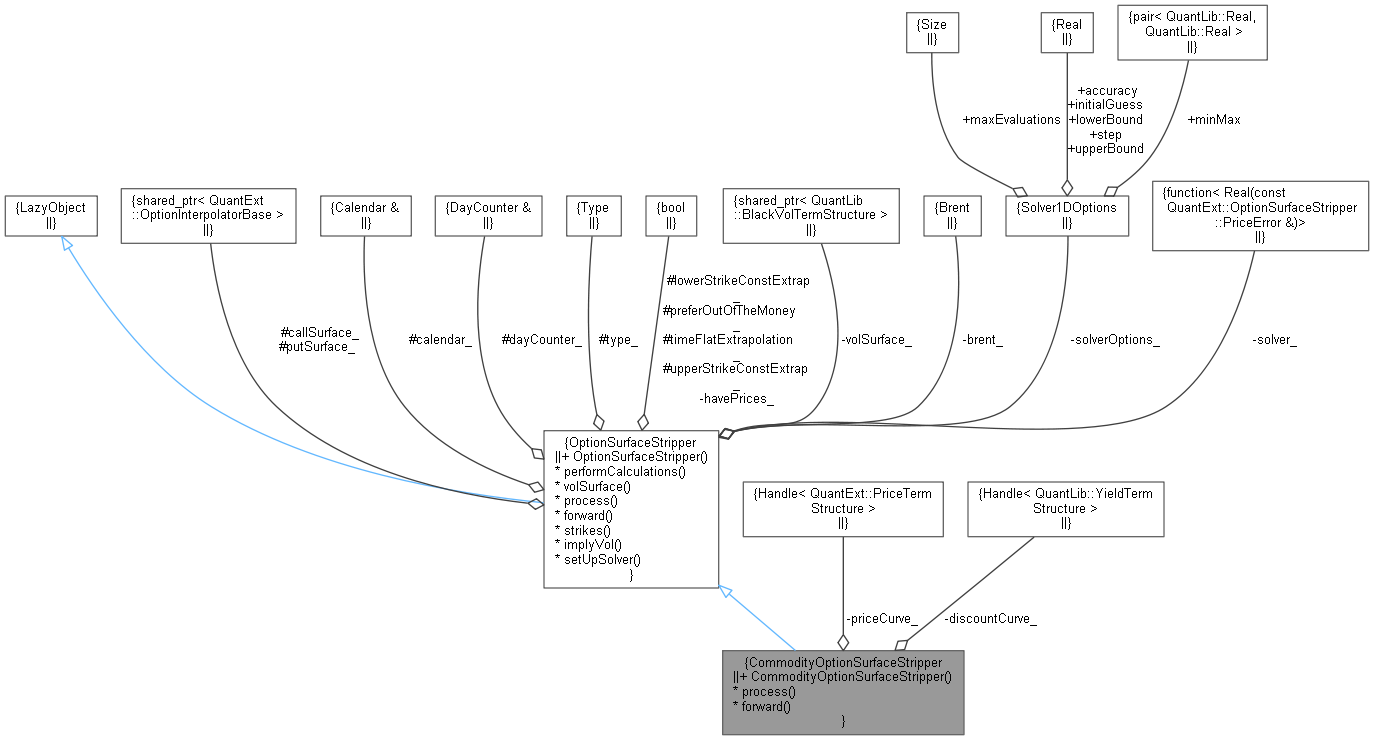 {Size
||}
{Real
||}
{pair< QuantLib::Real,
QuantLib::Real >
||}
+maxEvaluations
+accuracy
+initialGuess
+lowerBound
+step
+upperBound
+minMax
{LazyObject
||}
{shared_ptr< QuantExt
::OptionInterpolatorBase >
||}
{Calendar &
||}
{DayCounter &
||}
{Type
||}
{bool
||}
{shared_ptr< QuantLib
::BlackVolTermStructure >
||}
{Brent
||}
{Solver1DOptions
||}
{function< Real(const
QuantExt::OptionSurfaceStripper
::PriceError &)>
||}
#callSurface_
#putSurface_
#calendar_
#dayCounter_
#type_
#lowerStrikeConstExtrap
_
#preferOutOfTheMoney
_
#timeFlatExtrapolation
_
#upperStrikeConstExtrap
_
-havePrices_
-volSurface_
-brent_
-solverOptions_
-solver_
{OptionSurfaceStripper
||+ OptionSurfaceStripper()
* performCalculations()
* volSurface()
* process()
* forward()
* strikes()
* implyVol()
* setUpSolver()
}
{Handle< QuantExt::PriceTerm
Structure >
||}
{Handle< QuantLib::YieldTerm
Structure >
||}
-priceCurve_
-discountCurve_
{CommodityOptionSurfaceStripper
||+ CommodityOptionSurfaceStripper()
* process()
* forward()
}